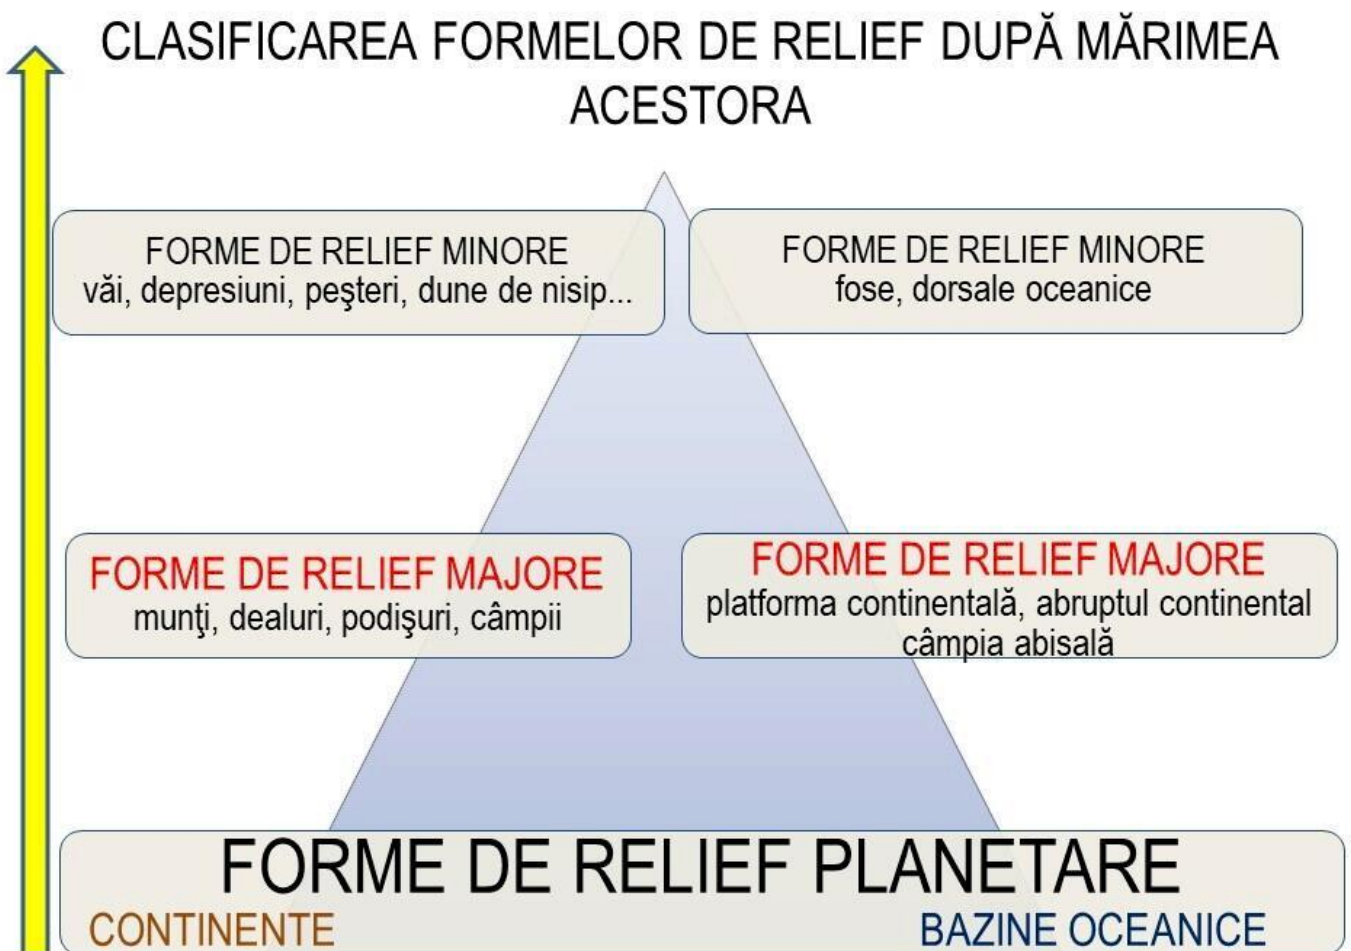 CLASIFICAREA FORMELOR DE RELIEF DUPĂ MĂRIMEA
ACESTORA
FORME DE RELIEF MINORE
văi, depresiuni, peşteri, dune de nisip...
FORME DE RELIEF MINORE
fose, dorsale oceanice
FORME DE RELIEF MAJORE
munţi, dealuri, podişuri, câmpii
FORME DE RELIEF MAJORE
platforma continentală, abruptul continental
câmpia abisală
FORME DE RELIEF PLANETARE
CONTINENTE
BAZINE OCEANICE